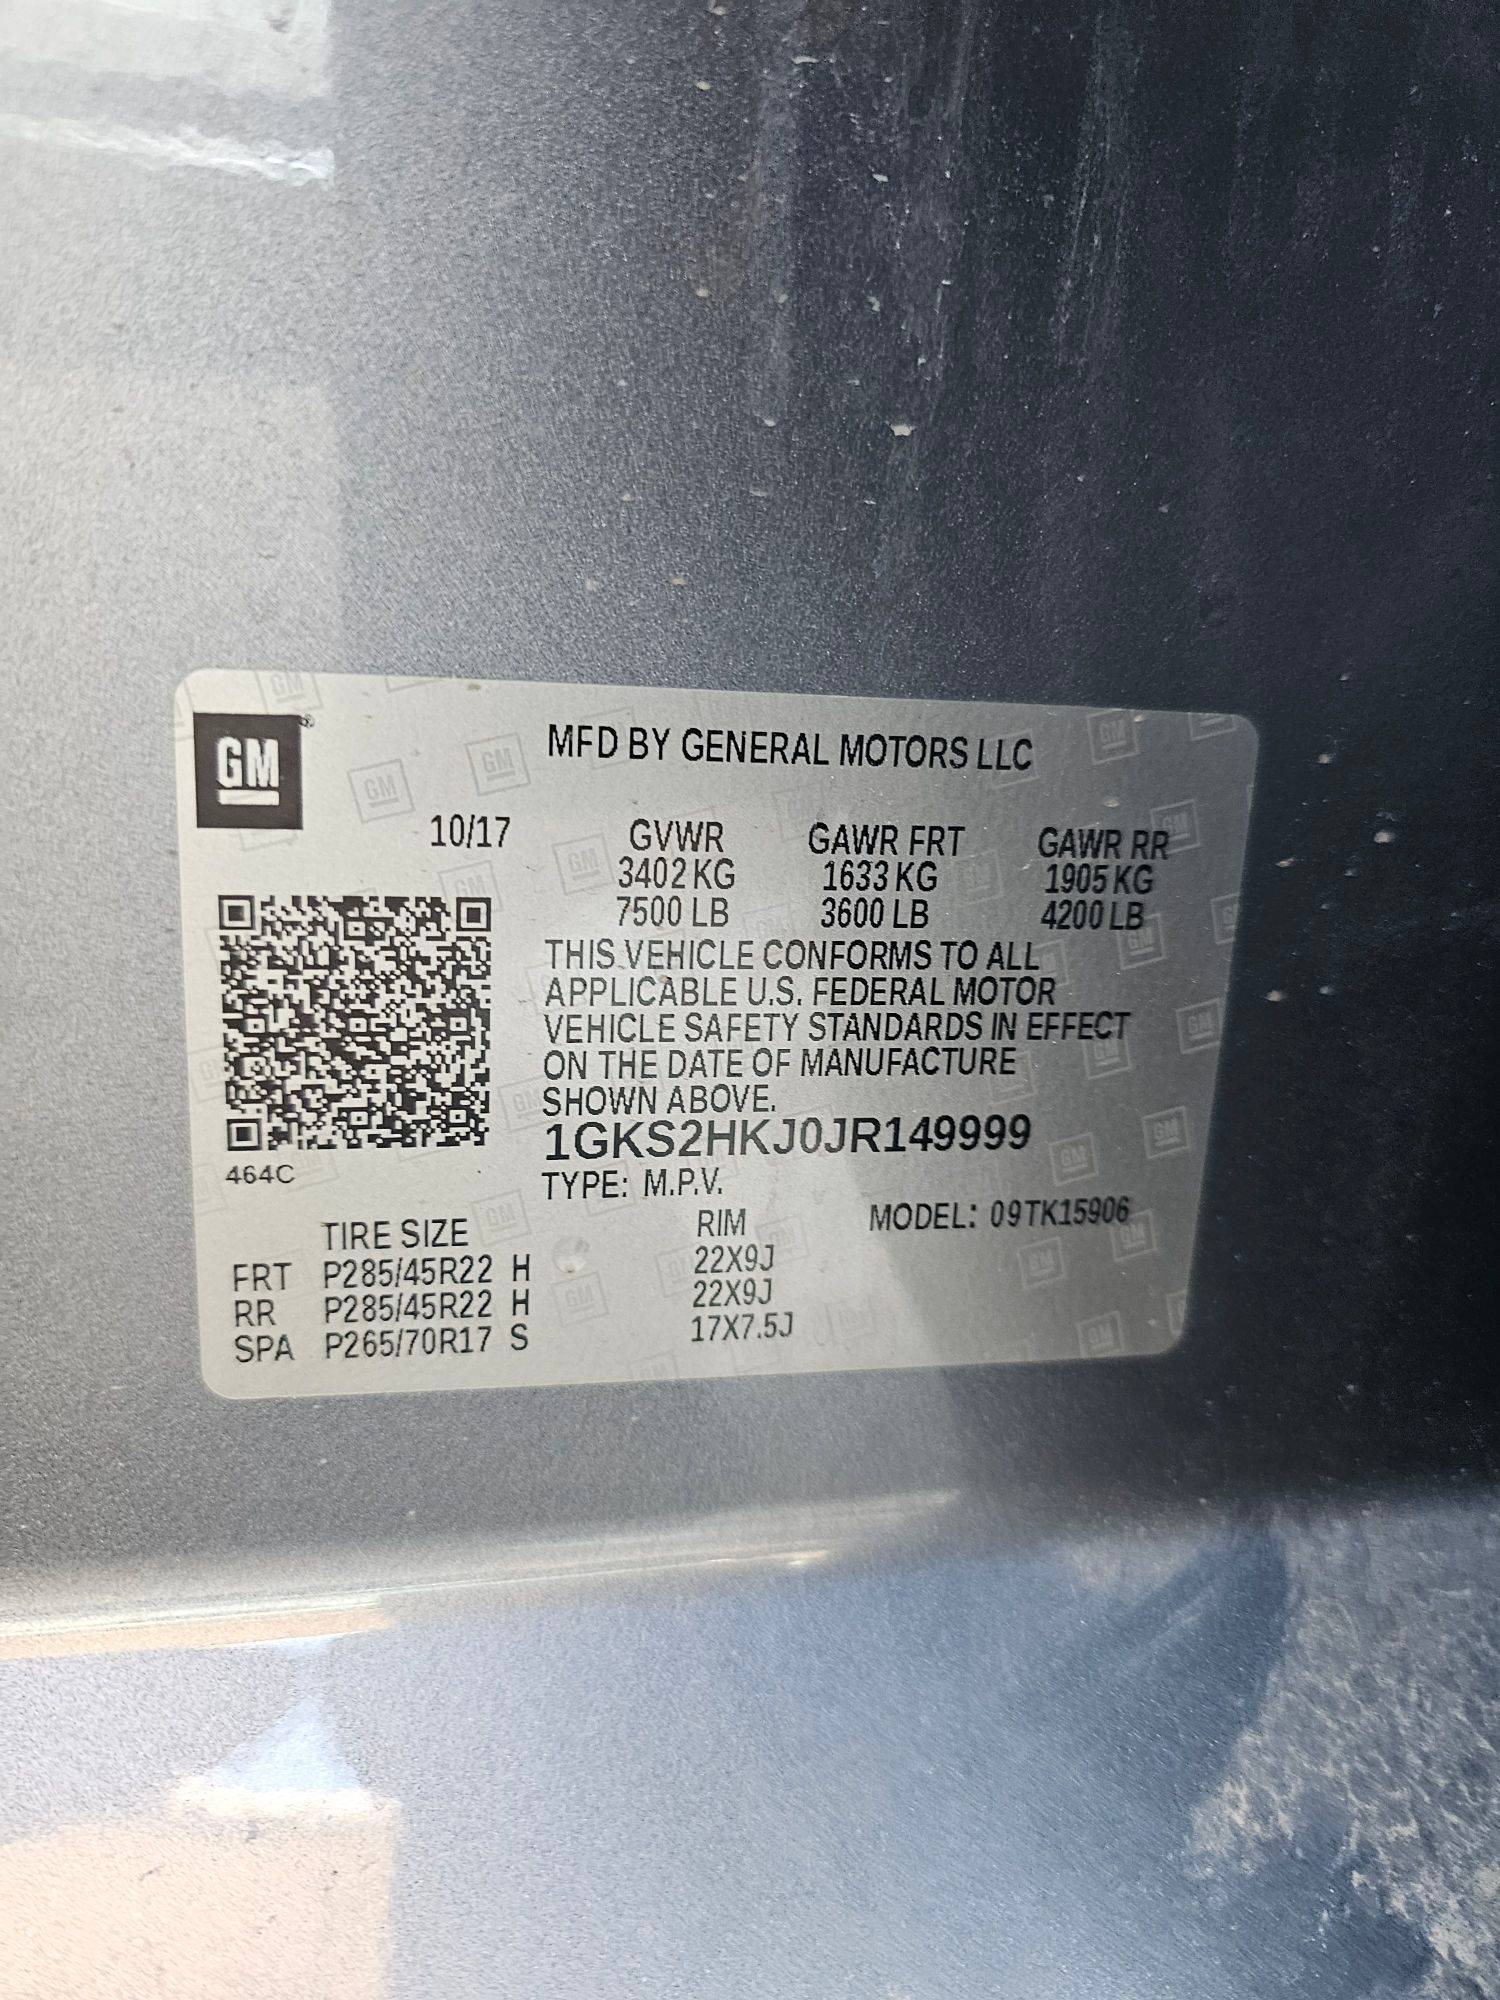 GM®
MFD BY GENERAL MOTORS LLC
10/17 GVWR GAWR FRT GAWR RR
3402 KG 1633 KG 1905 KG
7500 LB 3600 LB 4200 LB
THIS VEHICLE CONFORMS TO ALL
APPLICABLE U.S. FEDERAL MOTOR
VEHICLE SAFETY STANDARDS IN EFFECT
ON THE DATE OF MANUFACTURE
SHOWN ABOVE.
1GKS2HKJ0JR149999
464C
TYPE: M.P.V.
TIRE SIZE RIM MODEL: 09TK15906
FRT P285/45R22 H 22X9J
RR P285/45R22 H 22X9J
SPA P265/70R17 S 17X7.5J